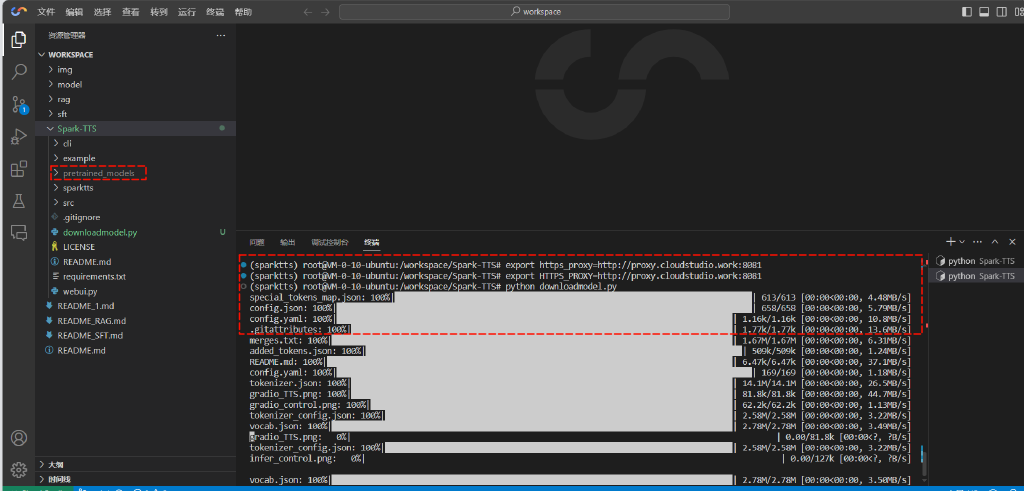 文件 编辑 选择 查看 转到 运行 终端 帮助
workspace
资源管理器
WORKSPACE
img
model
rag
sft
Spark-TTS
cli
example
pretrained_models
sparktts
src
.gitignore
downloadmodel.py U
LICENSE
README.md
requirements.txt
webui.py
README_1.md
README_RAG.md
README_SFT.md
README.md
大纲
时间线
1
问题 输出 调试控制台 终端
(sparktts) root@VM-0-10-ubuntu:/workspace/Spark-TTS# export https_proxy=http://proxy.cloudstudio.work:8081
(sparktts) root@VM-0-10-ubuntu:/workspace/Spark-TTS# export HTTPS_PROXY=http://proxy.cloudstudio.work:8081
(sparktts) root@VM-0-10-ubuntu:/workspace/Spark-TTS# python downloadmodel.py
special_tokens_map.json: 100%| | 613/613 [00:00<00:00, 4.48MB/s]
config.json: 100%| | 658/658 [00:00<00:00, 5.79MB/s]
config.yaml: 100%| | 1.16k/1.16k [00:00<00:00, 10.8MB/s]
.gitattributes: 100%| | 1.77k/1.77k [00:00<00:00, 13.6MB/s]
merges.txt: 100%| | 1.67M/1.67M [00:00<00:00, 6.31MB/s]
added_tokens.json: 100%| | 509k/509k [00:00<00:00, 1.24MB/s]
README.md: 100%| | 6.47k/6.47k [00:00<00:00, 37.1MB/s]
config.yaml: 100%| | 169/169 [00:00<00:00, 1.18MB/s]
tokenizer.json: 100%| | 14.1M/14.1M [00:00<00:00, 26.5MB/s]
gradio_TTS.png: 100%| | 81.8k/81.8k [00:00<00:00, 44.7MB/s]
gradio_control.png: 100%| | 62.2k/62.2k [00:00<00:00, 1.13MB/s]
tokenizer_config.json: 100%| | 2.58M/2.58M [00:00<00:00, 3.22MB/s]
vocab.json: 100%| | 2.78M/2.78M [00:00<00:00, 3.49MB/s]
gradio_TTS.png: 0%| | 0.00/81.8k [00:00<?, ?B/s]
tokenizer_config.json: 100%| | 2.58M/2.58M [00:00<00:00, 3.22MB/s]
infer_control.png: 0%| | 0.00/127k [00:00<?, ?B/s]
vocab.json: 100%| | 2.78M/2.78M [00:00<00:00, 3.50MB/s]
python Spark-TTS
python Spark-TTS